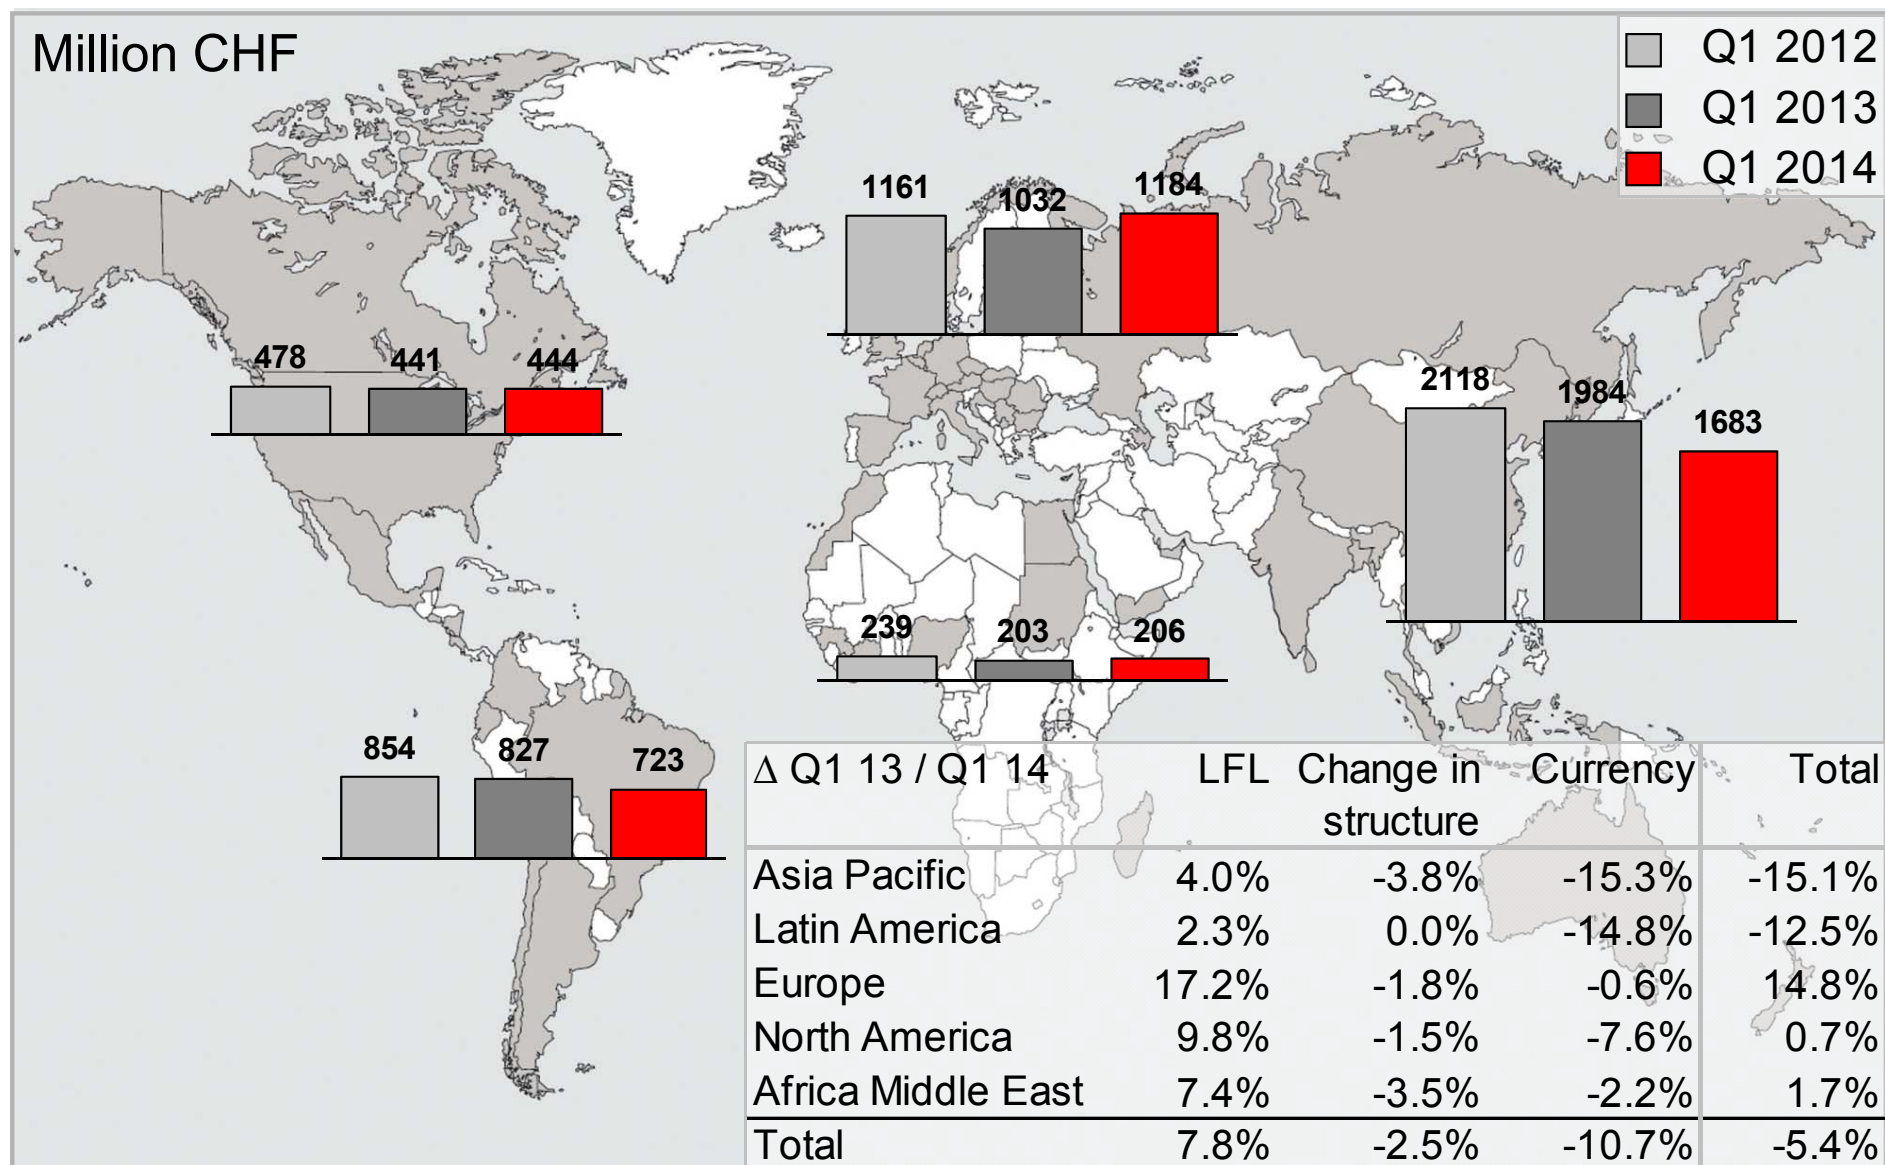 Million CHF
Q1 2012
Q1 2013
Q1 2014
1161 1032 1184
478 441 444
2118 1984 1683
239 203 206
854 827 723
Δ Q1 13 / Q1 14 LFL Change in Currency Total
structure
Asia Pacific 4.0% -3.8% -15.3% -15.1%
Latin America 2.3% 0.0% -14.8% -12.5%
Europe 17.2% -1.8% -0.6% 14.8%
North America 9.8% -1.5% -7.6% 0.7%
Africa Middle East 7.4% -3.5% -2.2% 1.7%
Total 7.8% -2.5% -10.7% -5.4%